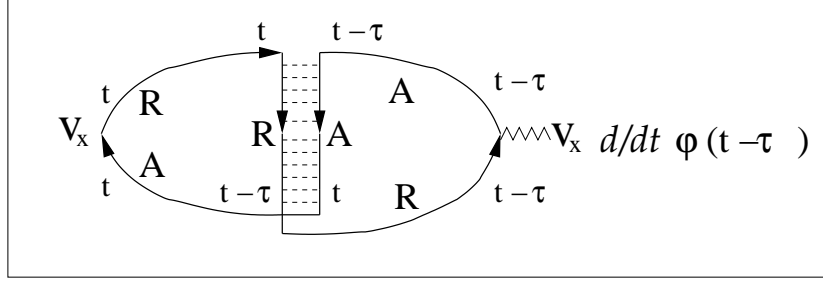 t t − τ
t t − τ
R A
V_x R A V_x d/dt φ (t − τ )
A
t t − τ t R t − τ